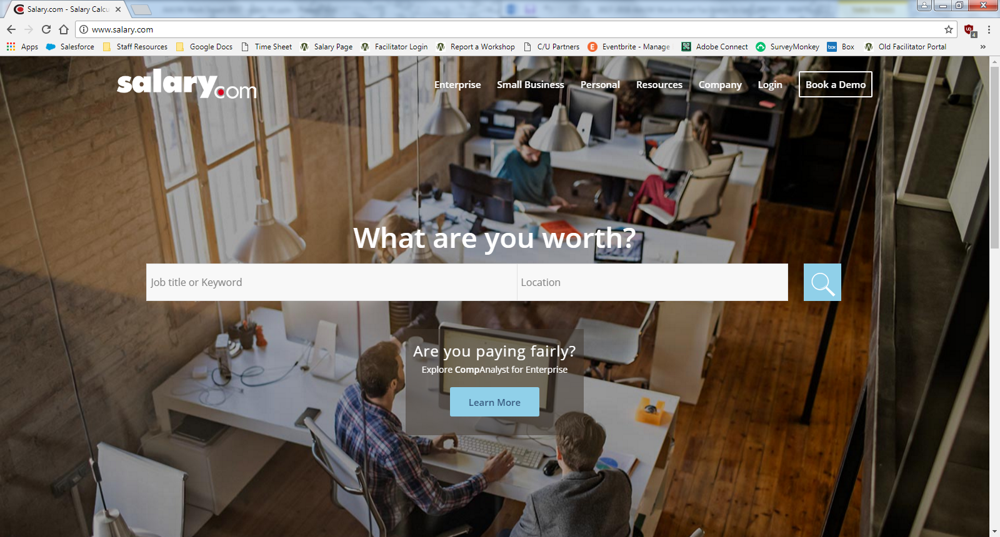 Salary.com - Salary Calcu
www.salary.com
4
Apps Salesforce Staff Resources Google Docs Time Sheet Salary Page Facilitator Login Report a Workshop C/U Partners Eventbrite - Manage Adobe Connect SurveyMonkey box Box Old Facilitator Portal
salary.com
Enterprise Small Business Personal Resources Company Login Book a Demo
What are you worth?
Job title or Keyword Location
Are you paying fairly?
Explore CompAnalyst for Enterprise
Learn More